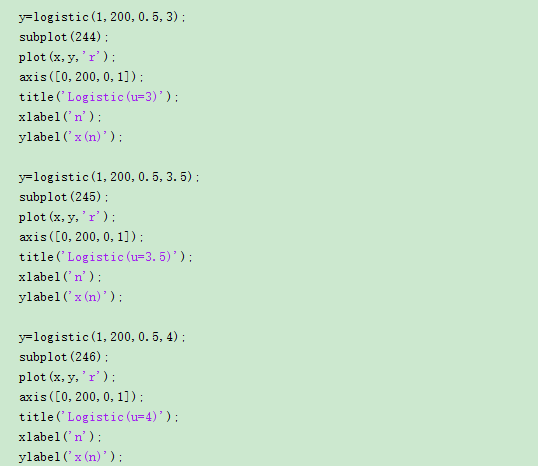 y=logistic(1,200,0.5,3);
subplot(244);
plot(x,y,'r');
axis([0,200,0,1]);
title('Logistic(u=3)');
xlabel('n');
ylabel('x(n)');
y=logistic(1,200,0.5,3.5);
subplot(245);
plot(x,y,'r');
axis([0,200,0,1]);
title('Logistic(u=3.5)');
xlabel('n');
ylabel('x(n)');
y=logistic(1,200,0.5,4);
subplot(246);
plot(x,y,'r');
axis([0,200,0,1]);
title('Logistic(u=4)');
xlabel('n');
ylabel('x(n)');